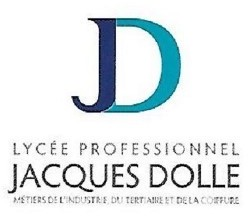 JD
LYCÉE PROFESSIONNEL
JACQUES DOLLE
MÉTIERS DE L'INDUSTRIE, DU TERTIAIRE ET DE LA COIFFURE